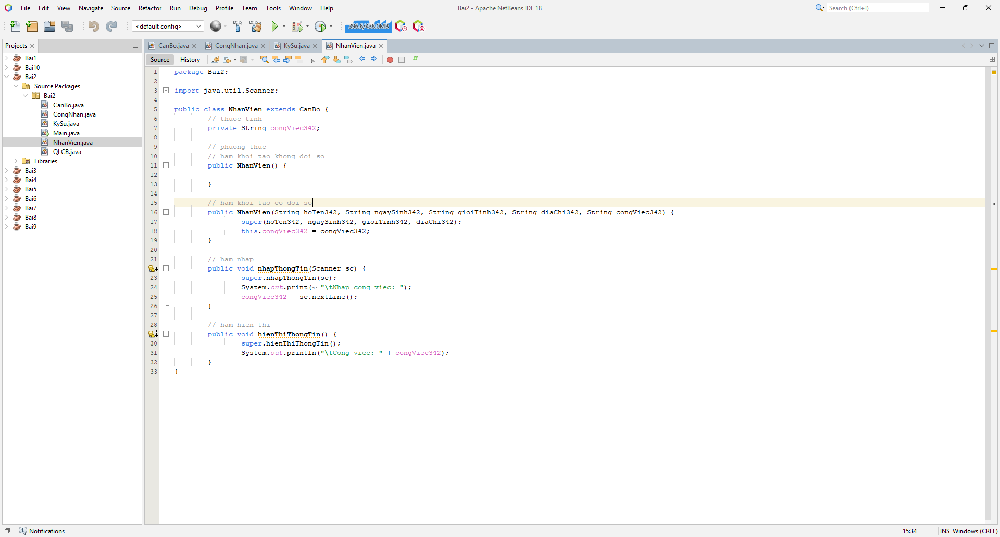 File Edit View Navigate Source Refactor Run Debug Profile Team Tools Window Help
Bai2 - Apache NetBeans IDE 18
Search (Ctrl+I)
<default config>
396.6/438.0MB
Projects
CanBo.java
CongNhan.java
KySu.java
NhanVien.java
Source History
Bai1
Bai10
Bai2
Source Packages
Bai2
CanBo.java
CongNhan.java
KySu.java
Main.java
NhanVien.java
QLCB.java
Libraries
Bai3
Bai4
Bai5
Bai6
Bai7
Bai8
Bai9
1 package Bai2;
2
3 import java.util.Scanner;
4
5 public class NhanVien extends CanBo {
6 // thuoc tinh
7 private String congViec342;
8
9 // phuong thuc
10 // ham khoi tao khong doi so
11 public NhanVien() {
12
13 }
14
15 // ham khoi tao co doi so
16 public NhanVien(String hoTen342, String ngaySinh342, String gioiTinh342, String diaChi342, String congViec342) {
17 super(hoTen342, ngaySinh342, gioiTinh342, diaChi342);
18 this.congViec342 = congViec342;
19 }
20
21 // ham nhap
public void nhapThongTin(Scanner sc) {
23 super.nhapThongTin(sc);
24 System.out.print(s: "\tNhap cong viec: ");
25 congViec342 = sc.nextLine();
26 }
27
28 // ham hien thi
public void hienThiThongTin() {
30 super.hienThiThongTin();
31 System.out.println("\tCong viec: " + congViec342);
32 }
33 }
Notifications
15:34
INS
Windows (CRLF)